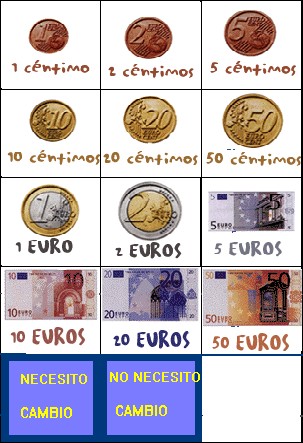 1 céntimo 2 céntimos 5 céntimos
10 céntimos 20 céntimos 50 céntimos
1 EURO 2 EUROS 5 EUROS
10 EUROS 20 EUROS 50 EUROS
NECESITO NO NECESITO
CAMBIO CAMBIO